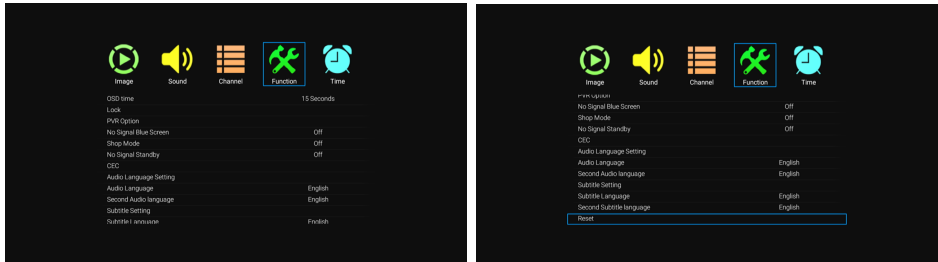 Image Sound Channel Function Time
OSD time 15 Seconds
Lock
PVR Option
No Signal Blue Screen Off
Shop Mode Off
No Signal Standby Off
CEC
Audio Language Setting
Audio Language English
Second Audio language English
Subtitle Setting
Subtitle Language English
Image Sound Channel Function Time
PVR Option
No Signal Blue Screen Off
Shop Mode Off
No Signal Standby Off
CEC
Audio Language Setting
Audio Language English
Second Audio language English
Subtitle Setting
Subtitle Language English
Second Subtitle language English
Reset